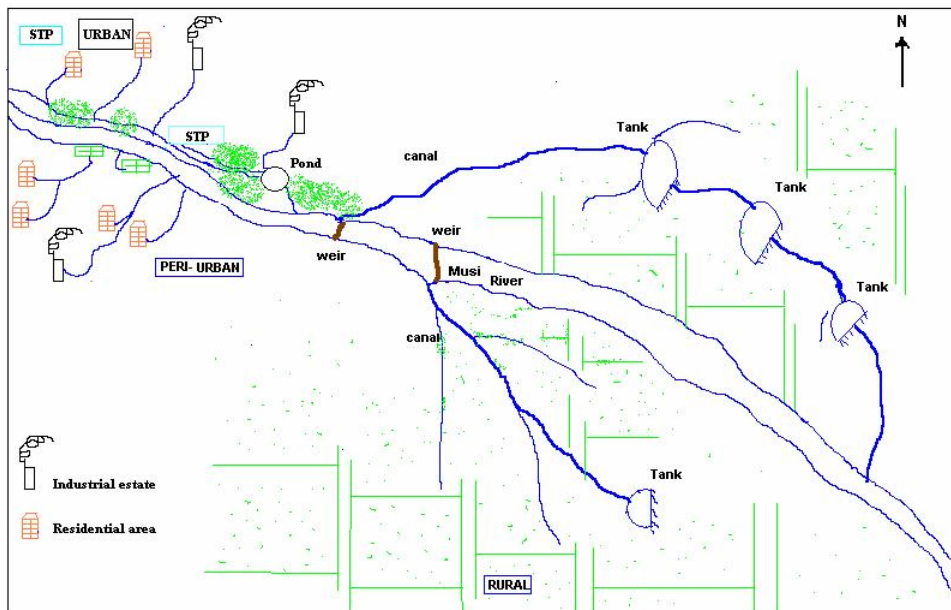 STP
URBAN
N
STP
Tank
Pond
canal
Tank
weir
weir
PERI- URBAN
Musi
River
Tank
canal
Tank
Industrial estate
Residential area
RURAL